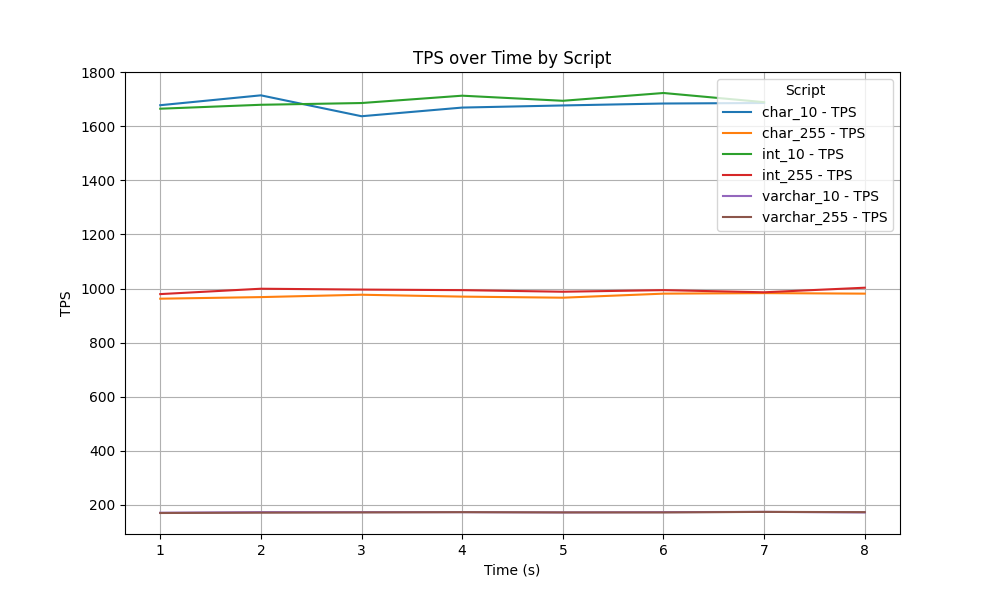 TPS over Time by Script
1800
1600
1400
1200
1000
800
600
400
200
TPS
Script
char_10 - TPS
char_255 - TPS
int_10 - TPS
int_255 - TPS
varchar_10 - TPS
varchar_255 - TPS
1 2 3 4 5 6 7 8
Time (s)